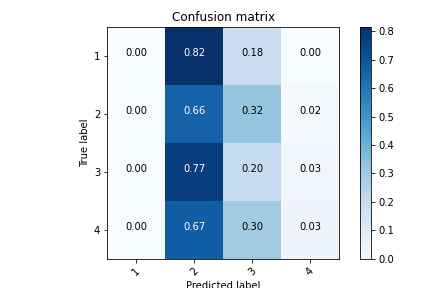 Confusion matrix
1 0.00 0.82 0.18 0.00
2 0.00 0.66 0.32 0.02
3 0.00 0.77 0.20 0.03
4 0.00 0.67 0.30 0.03
1 2 3 4
True label
Predicted label
0.8
0.7
0.6
0.5
0.4
0.3
0.2
0.1
0.0